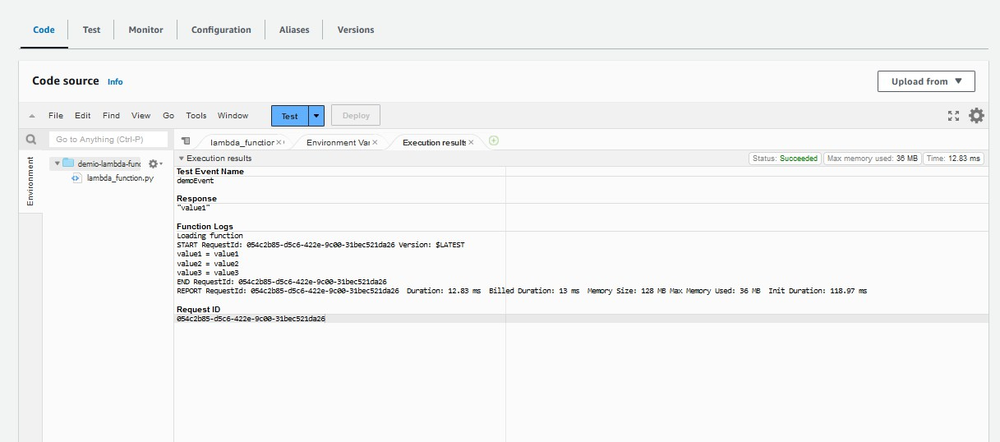 Code Test Monitor Configuration Aliases Versions
Code source Info Upload from
File Edit Find View Go Tools Window Test Deploy
Go to Anything (Ctrl-P) lambda_function Environment Var Execution results
Execution results Status: Succeeded Max memory used: 36 MB Time: 12.83 ms
Environment
demio-lambda-func
lambda_function.py
Test Event Name
demoEvent
Response
"value1"
Function Logs
Loading function
START RequestId: 054c2b85-d5c6-422e-9c00-31bec521da26 Version: $LATEST
value1 = value1
value2 = value2
value3 = value3
END RequestId: 054c2b85-d5c6-422e-9c00-31bec521da26
REPORT RequestId: 054c2b85-d5c6-422e-9c00-31bec521da26 Duration: 12.83 ms Billed Duration: 13 ms Memory Size: 128 MB Max Memory Used: 36 MB Init Duration: 118.97 ms
Request ID
054c2b85-d5c6-422e-9c00-31bec521da26